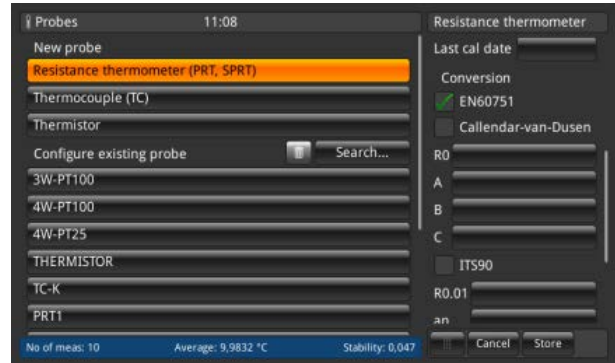 Probes 11:08
New probe
Resistance thermometer (PRT, SPRT)
Thermocouple (TC)
Thermistor
Configure existing probe Search...
3W-PT100
4W-PT100
4W-PT25
THERMISTOR
TC-K
PRT1
No of meas: 10 Average: 9,9832 °C Stability: 0,047
Resistance thermometer
Last cal date
Conversion
EN60751
Callendar-van-Dusen
R0
A
B
C
ITS90
R0.01
an
Cancel Store